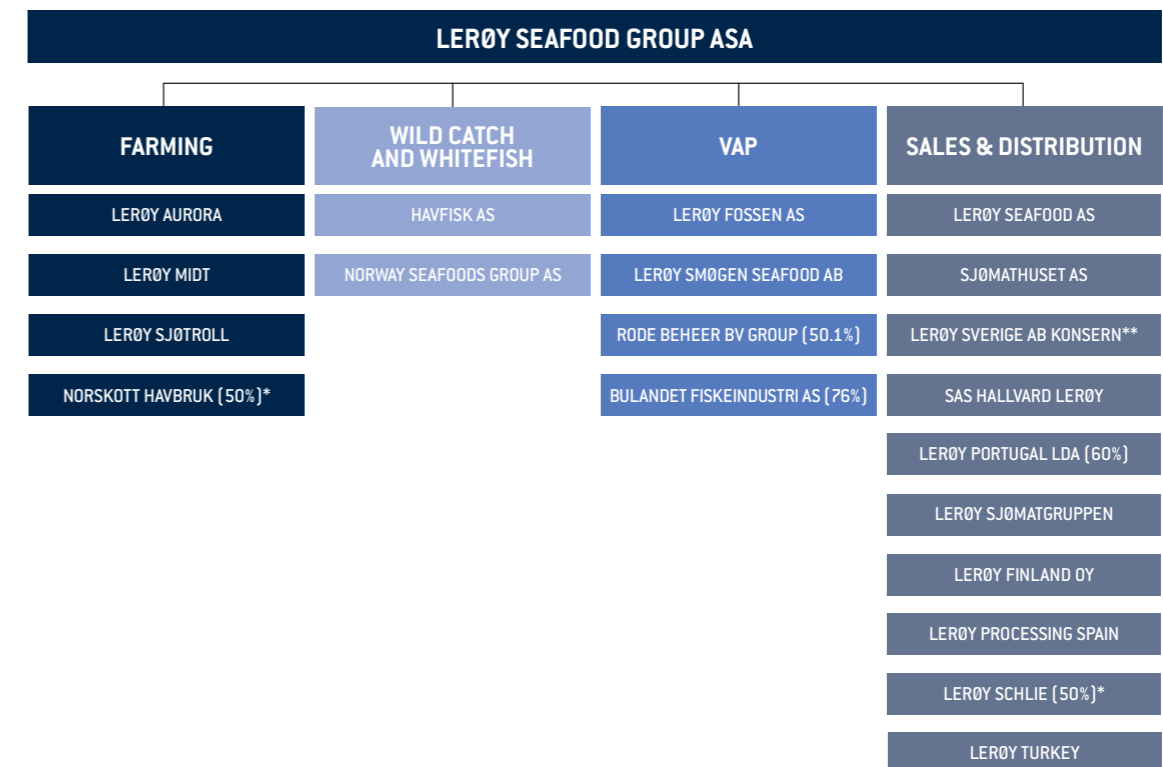 LERØY SEAFOOD GROUP ASA
FARMING
LERØY AURORA
LERØY MIDT
LERØY SJØTROLL
NORSKOTT HAVBRUK (50%)*
WILD CATCH
AND WHITEFISH
HAVFISK AS
NORWAY SEAFOODS GROUP AS
VAP
LERØY FOSSEN AS
LERØY SMØGEN SEAFOOD AB
RODE BEHEER BV GROUP (50.1%)
BULANDET FISKEINDUSTRI AS (76%)
SALES & DISTRIBUTION
LERØY SEAFOOD AS
SJØMATHUSET AS
LERØY SVERIGE AB KONSERN**
SAS HALLVARD LERØY
LERØY PORTUGAL LDA (60%)
LERØY SJØMATGRUPPEN
LERØY FINLAND OY
LERØY PROCESSING SPAIN
LERØY SCHLIE (50%)*
LERØY TURKEY